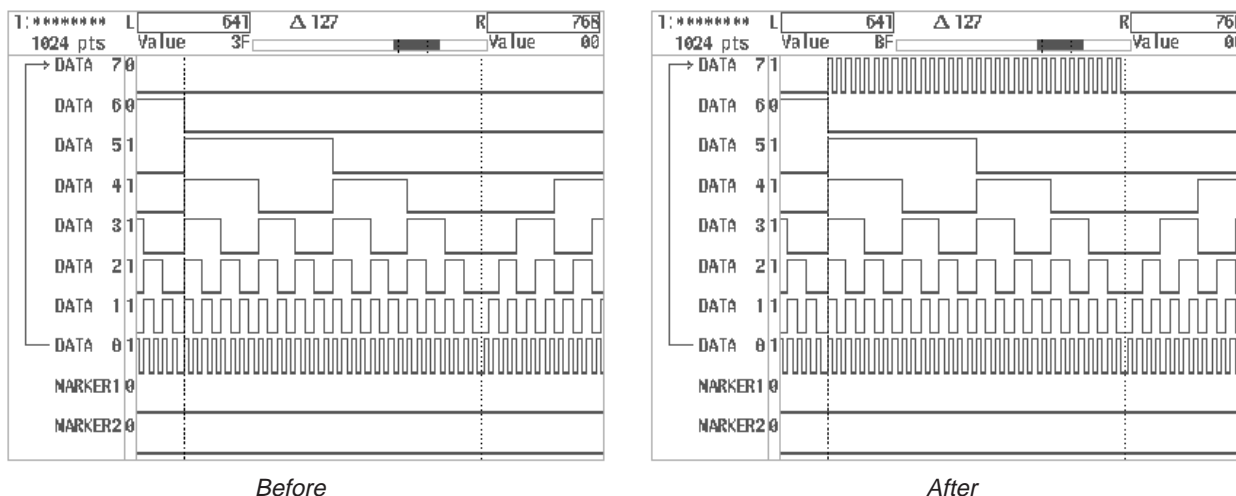 1:******** L 641 Δ 127 R 768
1024 pts Value 3F Value 00
DATA 7 0
DATA 6 0
DATA 5 1
DATA 4 1
DATA 3 1
DATA 2 1
DATA 1 1
DATA 0 1
MARKER1 0
MARKER2 0
Before
1:******** L 641 Δ 127 R
1024 pts Value BF Value
DATA 7 1
DATA 6 0
DATA 5 1
DATA 4 1
DATA 3 1
DATA 2 1
DATA 1 1
DATA 0 1
MARKER1 0
MARKER2 0
After